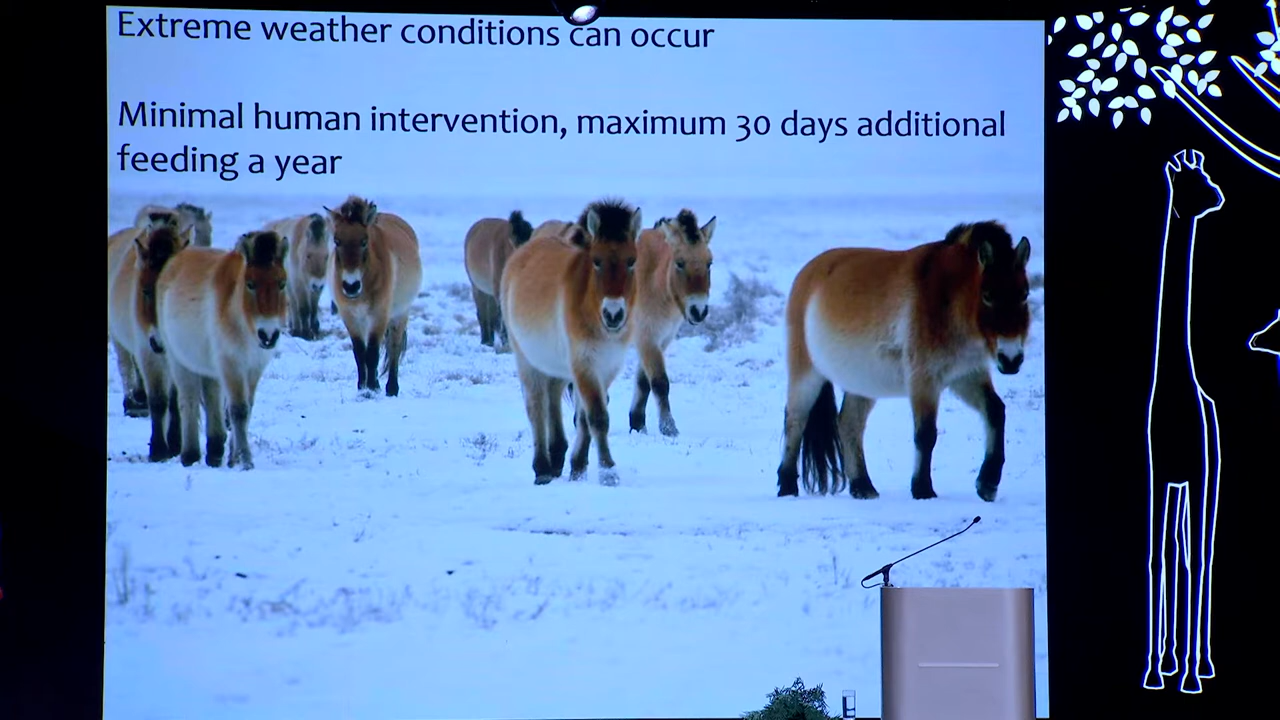 Extreme weather conditions can occur
Minimal human intervention, maximum 30 days additional
feeding a year